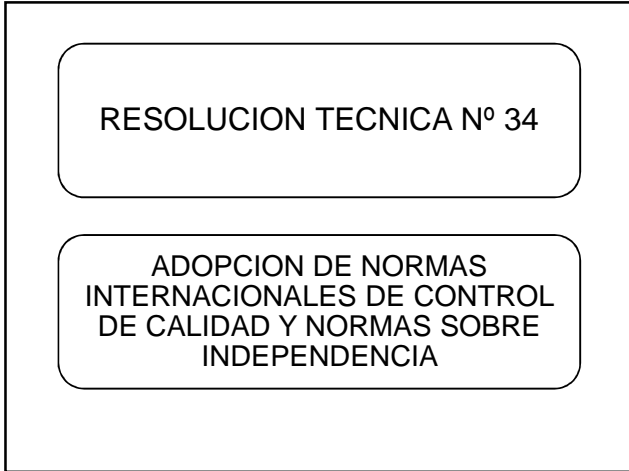 RESOLUCION TECNICA Nº 34
ADOPCION DE NORMAS
INTERNACIONALES DE CONTROL
DE CALIDAD Y NORMAS SOBRE
INDEPENDENCIA